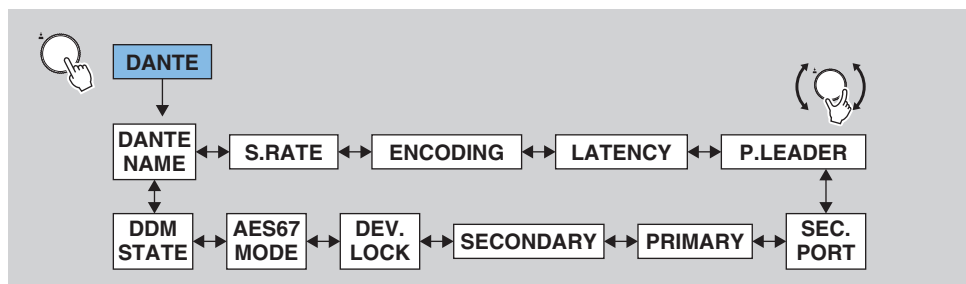 DANTE
DANTE
NAME
S.RATE
ENCODING
LATENCY
P.LEADER
DDM
STATE
AES67
MODE
DEV.
LOCK
SECONDARY
PRIMARY
SEC.
PORT